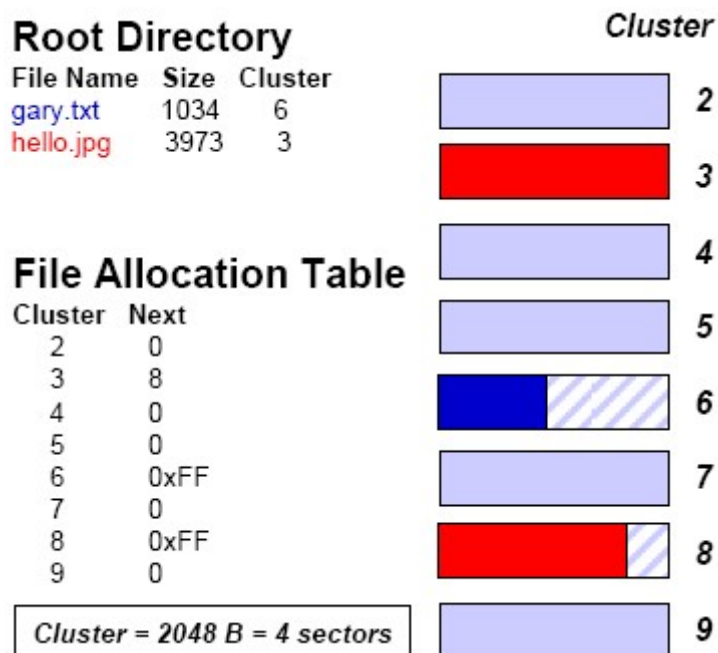 Root Directory
File Name Size Cluster
gary.txt 1034 6
hello.jpg 3973 3
File Allocation Table
Cluster Next
2 0
3 8
4 0
5 0
6 0xFF
7 0
8 0xFF
9 0
Cluster = 2048 B = 4 sectors
Cluster
2
3
4
5
6
7
8
9